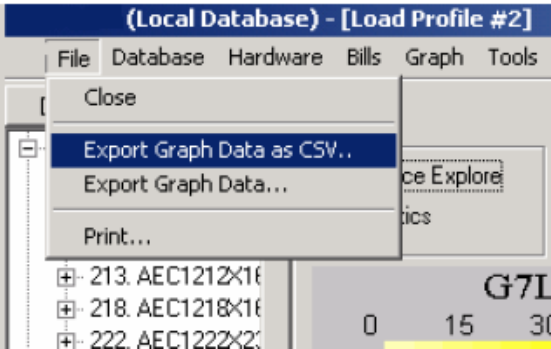 (Local Database) - [Load Profile #2]
File Database Hardware Bills Graph Tools
Close
Export Graph Data as CSV..
Export Graph Data...
Print...
213. AEC1212X16
218. AEC1218X16
222. AEC1222X2
G7L
0 15 30